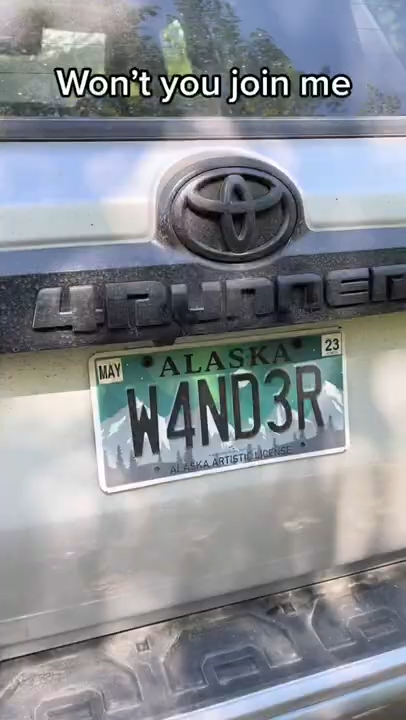 Won't you join me
4RUNNER
MAY
ALASKA
23
W4ND3R
ALASKA ARTISTIC LICENSE